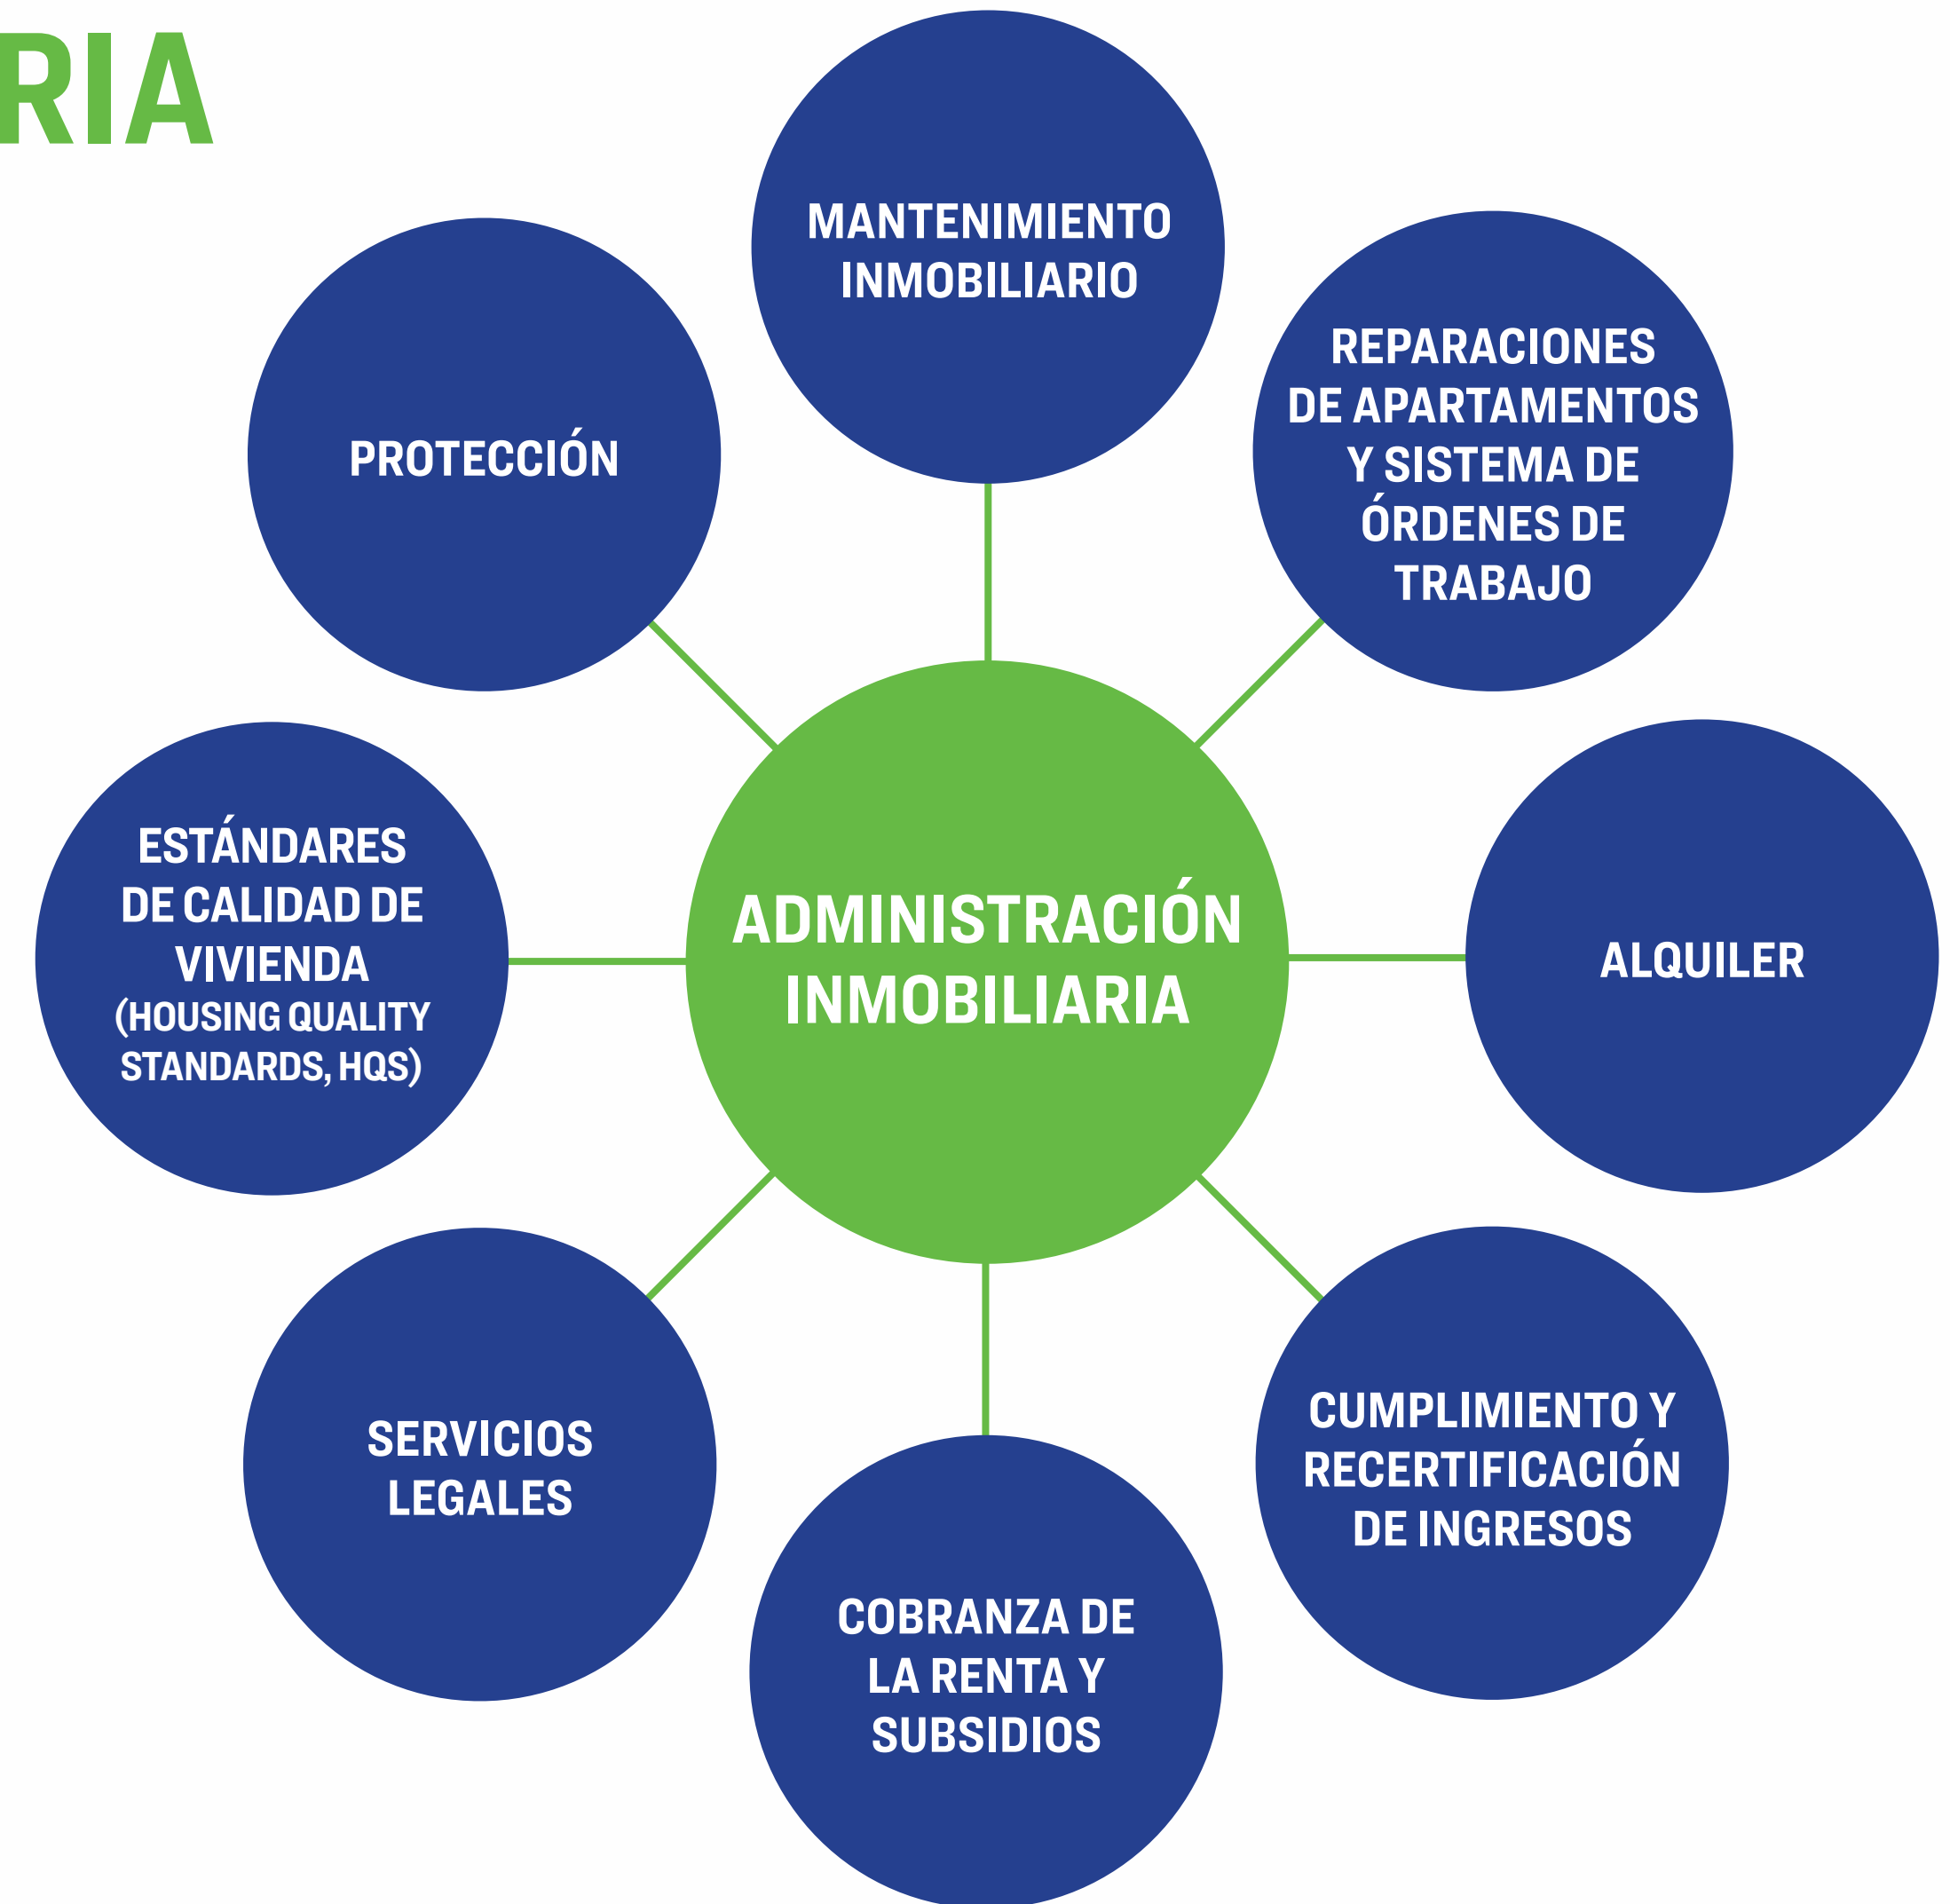 RIA
MANTENIMIENTO
INMOBILIARIO
REPARACIONES
DE APARTAMENTOS
Y SISTEMA DE
ÓRDENES DE
TRABAJO
PROTECCIÓN
ESTÁNDARES
DE CALIDAD DE
VIVIENDA
(HOUSING QUALITY
STANDARDS, HQS)
ADMINISTRACIÓN
INMOBILIARIA
ALQUILER
SERVICIOS
LEGALES
CUMPLIMIENTO Y
RECERTIFICACIÓN
DE INGRESOS
COBRANZA DE
LA RENTA Y
SUBSIDIOS